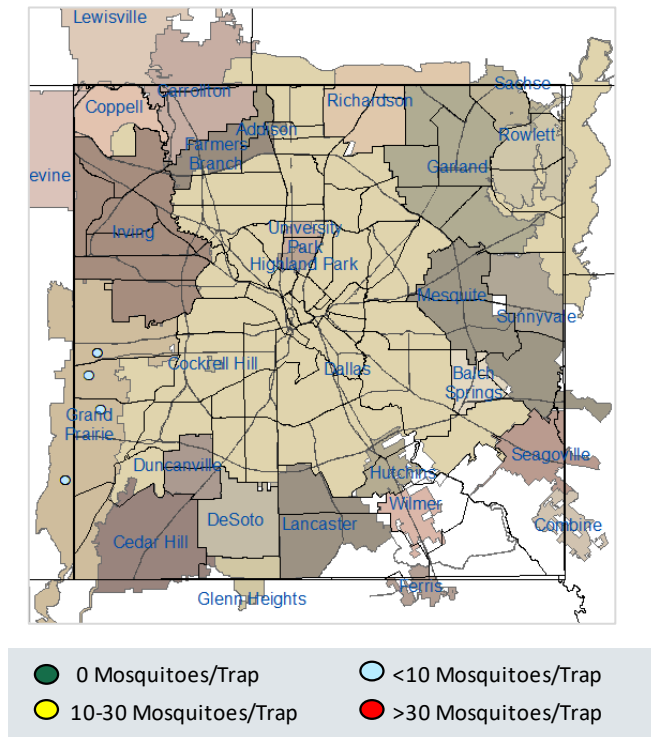 Lewisville
Carrollton
Sachse
Coppell
Richardson
Addison
Rowlett
Farmers
Branch
Garland
evine
Irving
University
Park
Highland Park
Mesquite
Sunnyvale
Cockrell Hill
Dallas
Balch
Springs
Grand
Prairie
Seagoville
Duncanville
Hutchins
Wilmer
DeSoto
Lancaster
Combine
Cedar Hill
Ferris
Glenn Heights
0 Mosquitoes/Trap
<10 Mosquitoes/Trap
10-30 Mosquitoes/Trap
>30 Mosquitoes/Trap